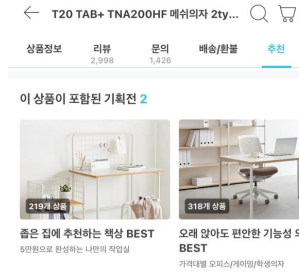 T20 TAB+ TNA200HF 메쉬의자 2ty...
상품정보 리뷰 문의 배송/환불 추천
2,998 1,426
이 상품이 포함된 기획전 2
219개 상품 318개 상품
좁은 집에 추천하는 책상 BEST
5만원으로 완성하는 나만의 작업실
오래 앉아도 편안한 기능성 의
BEST
가격대별 오피스/게이밍/학생의자